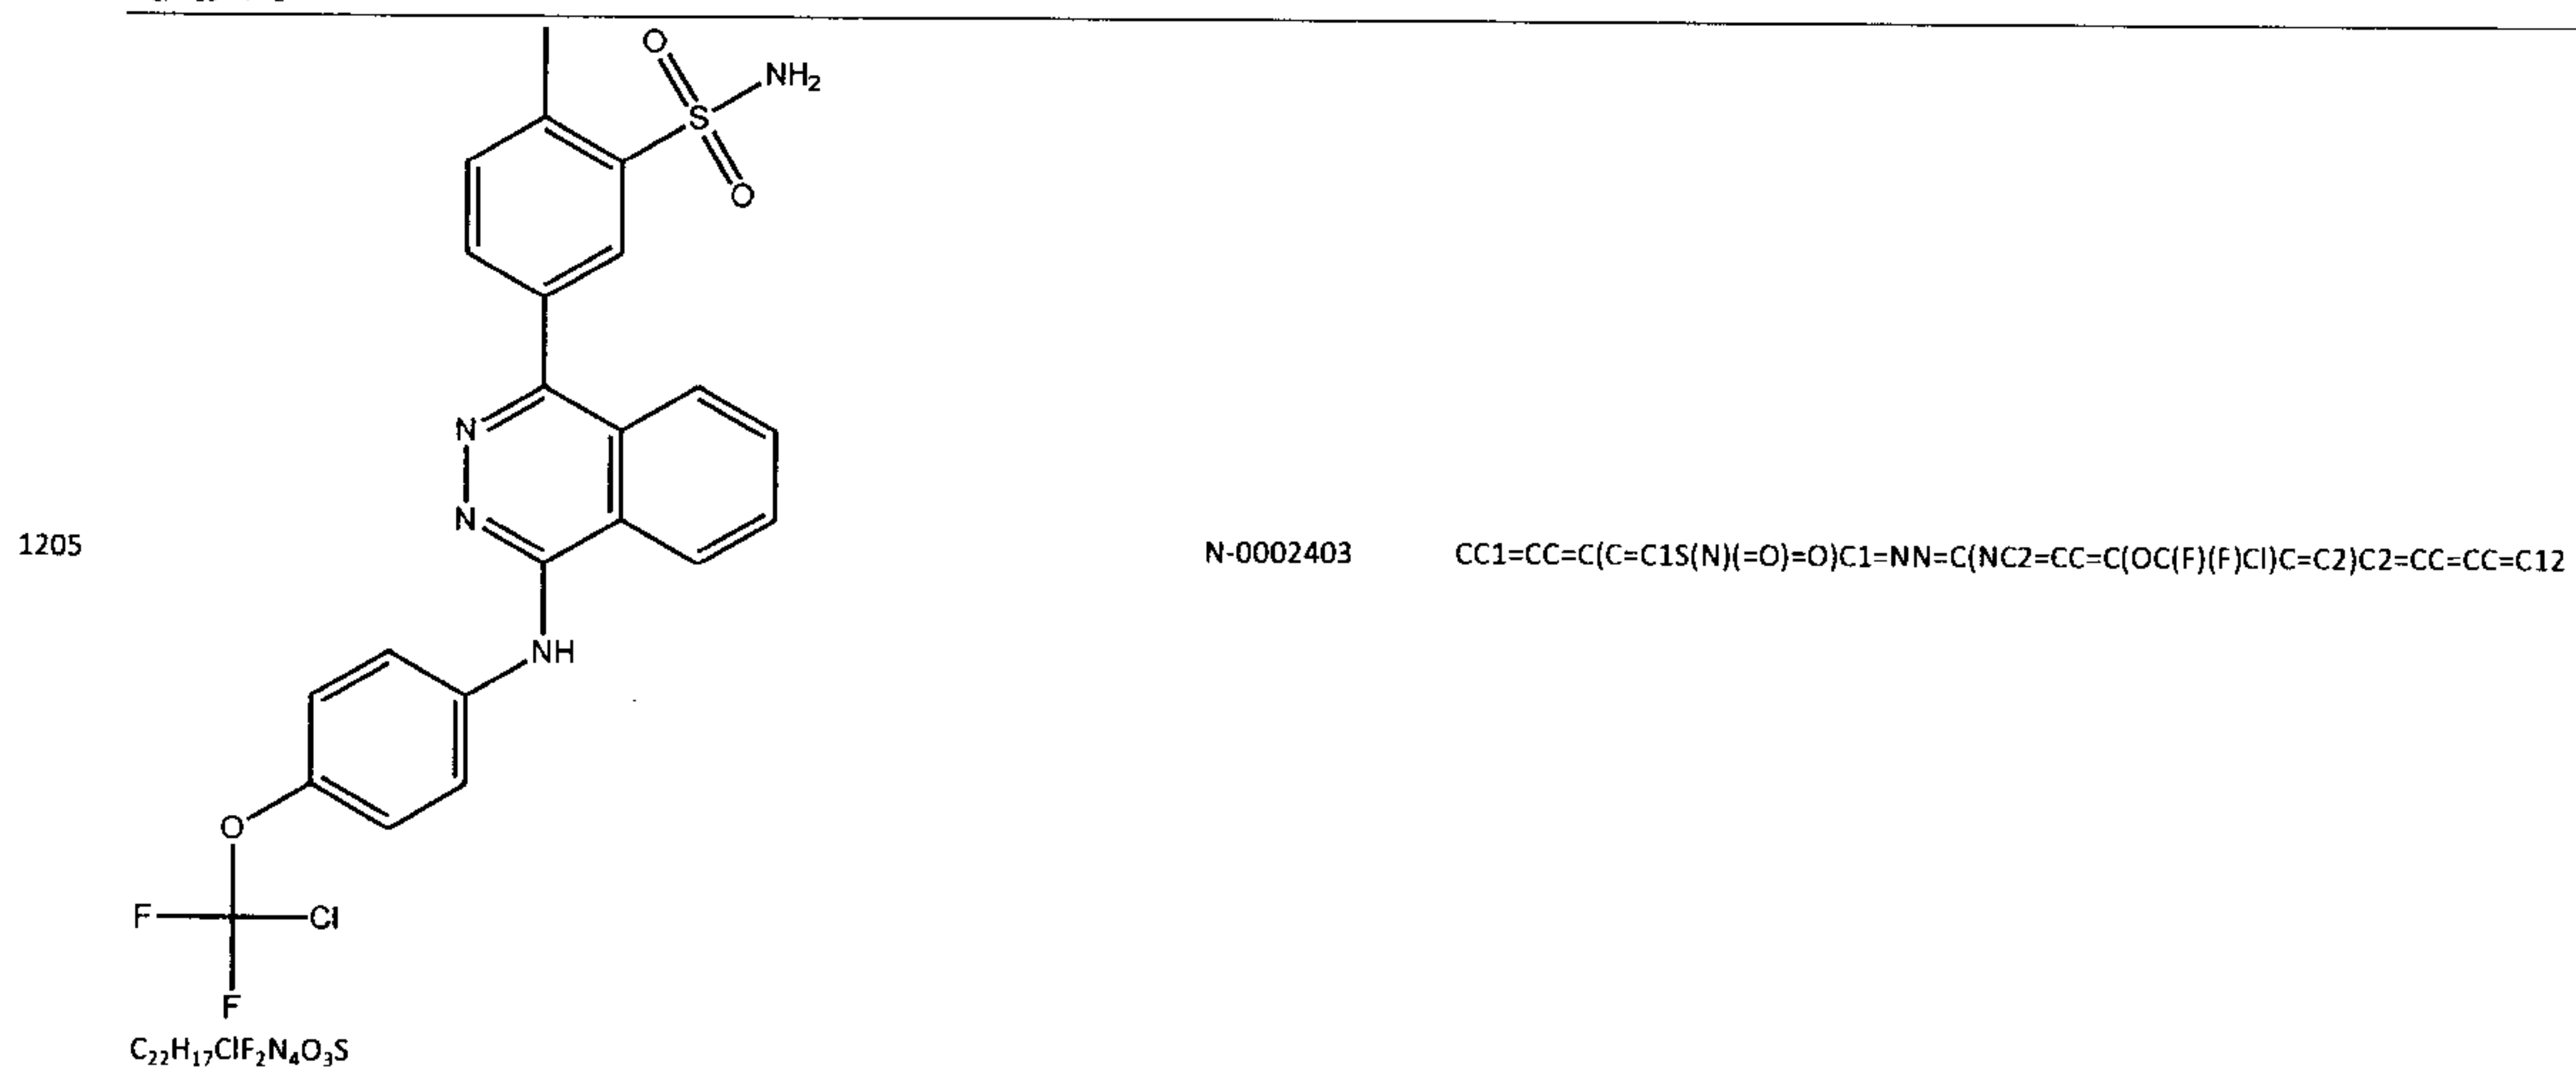 O
NH2
S
O
N
N
1205
N-0002403
CC1=CC=C(C=C1S(N)(=O)=O)C1=NN=C(NC2=CC=C(OC(F)(F)Cl)C=C2)C2=CC=CC=C12
NH
O
F
Cl
F
C22H17ClF2N4O3S